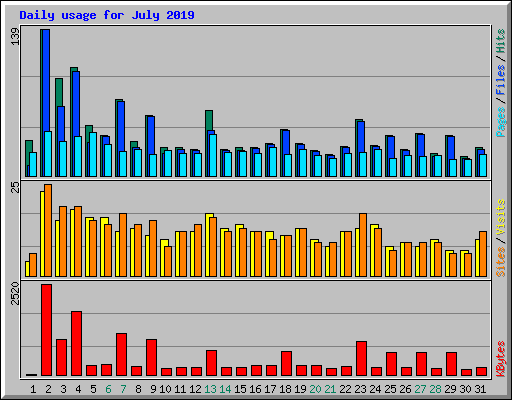 Daily usage for July 2019
139
Pages / Files / Hits
25
Sites / Visits
2520
KBytes
1 2 3 4 5 6 7 8 9 10 11 12 13 14 15 16 17 18 19 20 21 22 23 24 25 26 27 28 29 30 31